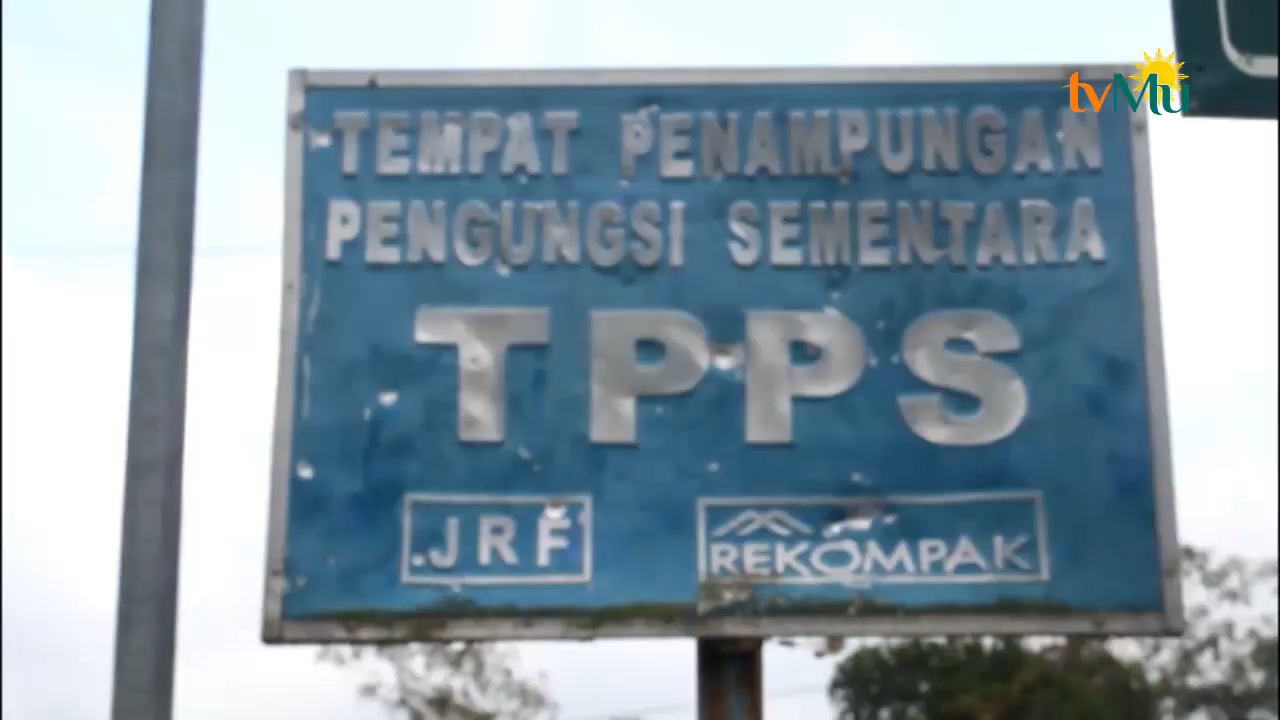 tvMu
TEMPAT PENAMPUNGAN
PENGUNGSI SEMENTARA
TPPS
JRF
REKOMPAK